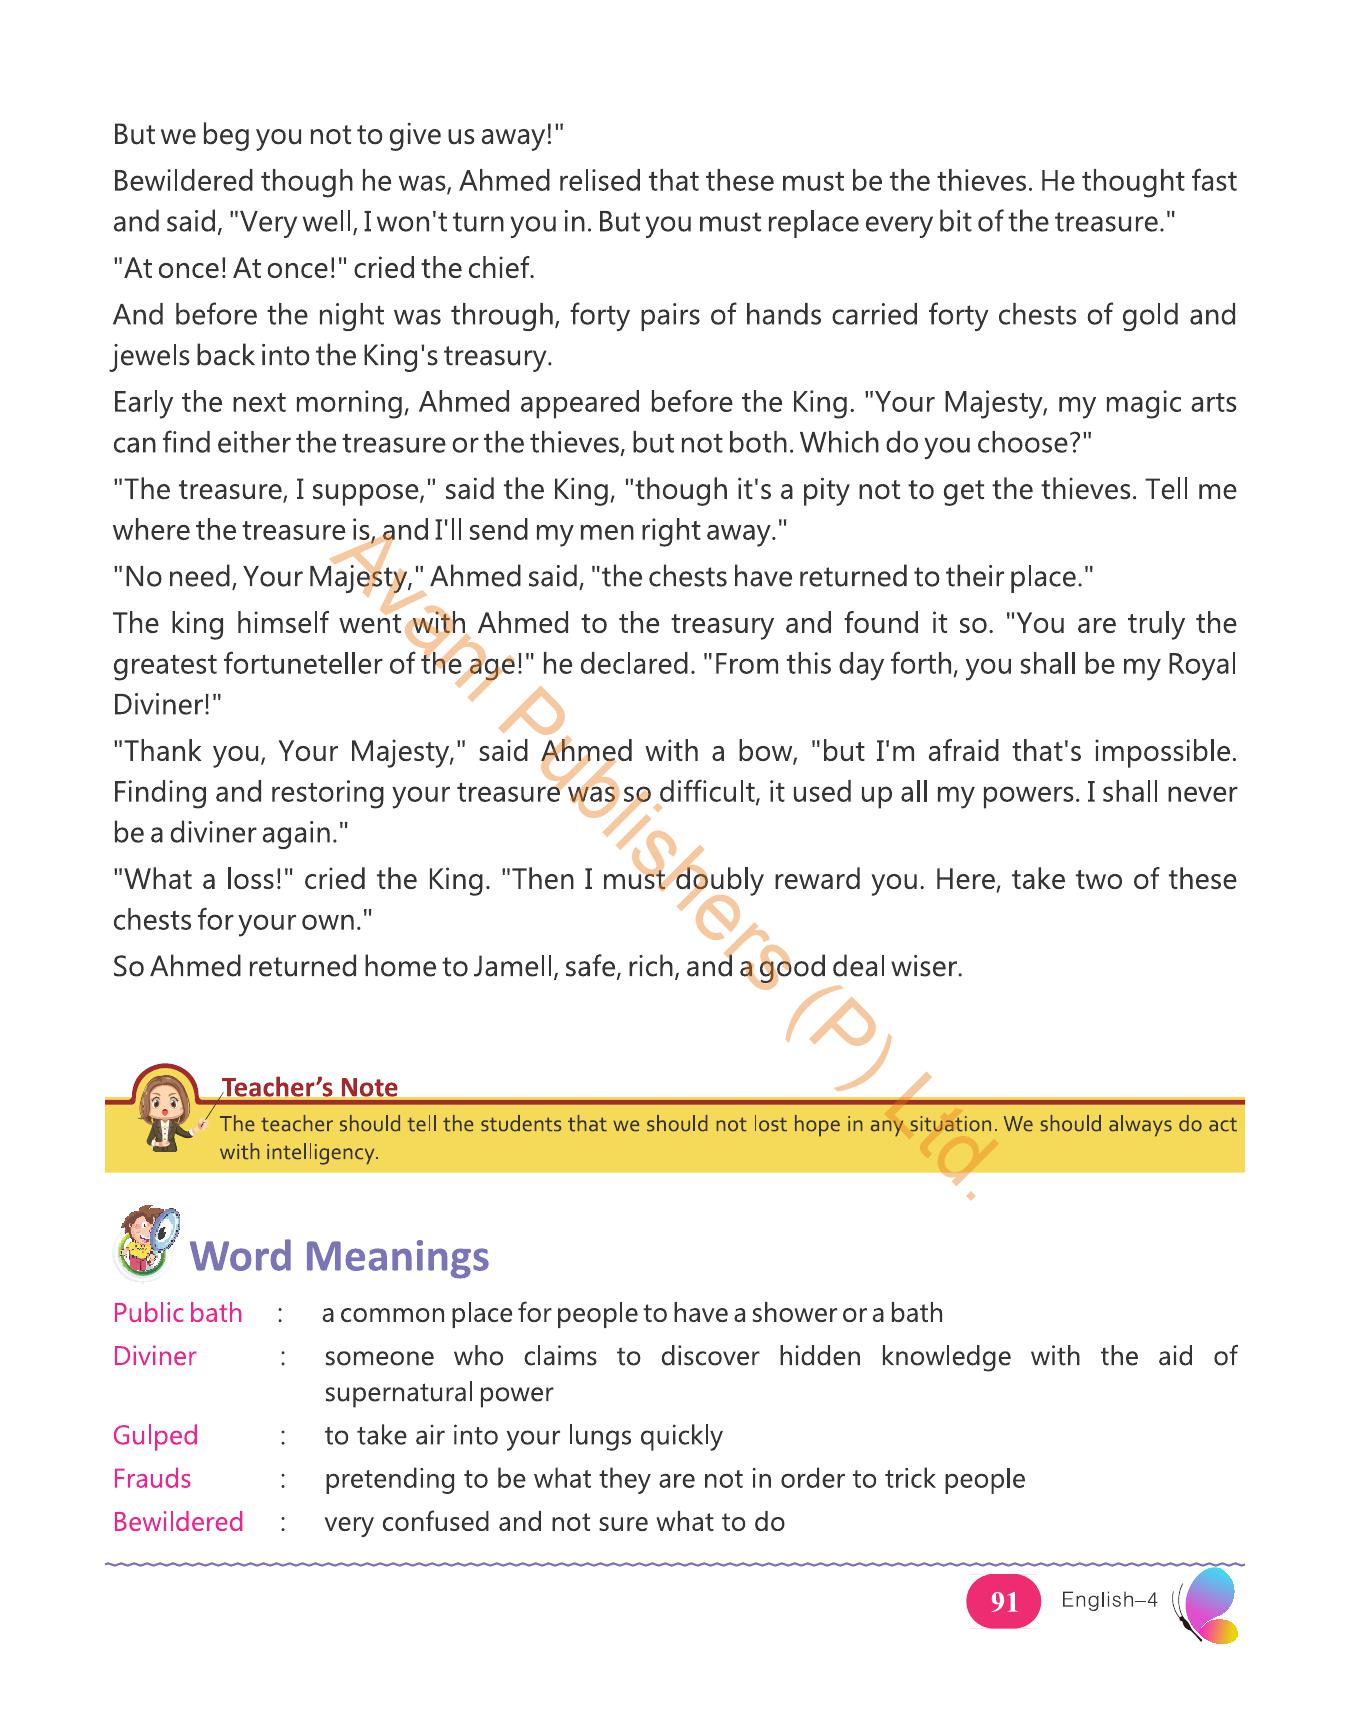 But we beg you not to give us away!"
Bewildered though he was, Ahmed relised that these must be the thieves. He thought fast
and said, "Very well, I won't turn you in. But you must replace every bit of the treasure."
"At once! At once!" cried the chief.
And before the night was through, forty pairs of hands carried forty chests of gold and
jewels back into the King's treasury.
Early the next morning, Ahmed appeared before the King. "Your Majesty, my magic arts
can find either the treasure or the thieves, but not both. Which do you choose?"
"The treasure, I suppose," said the King, "though it's a pity not to get the thieves. Tell me
where the treasure is, and I'll send my men right away."
"No need, Your Majesty," Ahmed said, "the chests have returned to their place."
The king himself went with Ahmed to the treasury and found it so. "You are truly the
greatest fortuneteller of the age!" he declared. "From this day forth, you shall be my Royal
Diviner!"
"Thank you, Your Majesty," said Ahmed with a bow, "but I'm afraid that's impossible.
Finding and restoring your treasure was so difficult, it used up all my powers. I shall never
be a diviner again."
"What a loss!" cried the King. "Then I must doubly reward you. Here, take two of these
chests for your own."
So Ahmed returned home to Jamell, safe, rich, and a good deal wiser.
Avani Publishers (P) Ltd.
Teacher's Note
The teacher should tell the students that we should not lost hope in any situation. We should always do act
with intelligency.
Word Meanings
Public bath : a common place for people to have a shower or a bath
Diviner : someone who claims to discover hidden knowledge with the aid of
supernatural power
Gulped : to take air into your lungs quickly
Frauds : pretending to be what they are not in order to trick people
Bewildered : very confused and not sure what to do
91 English–4